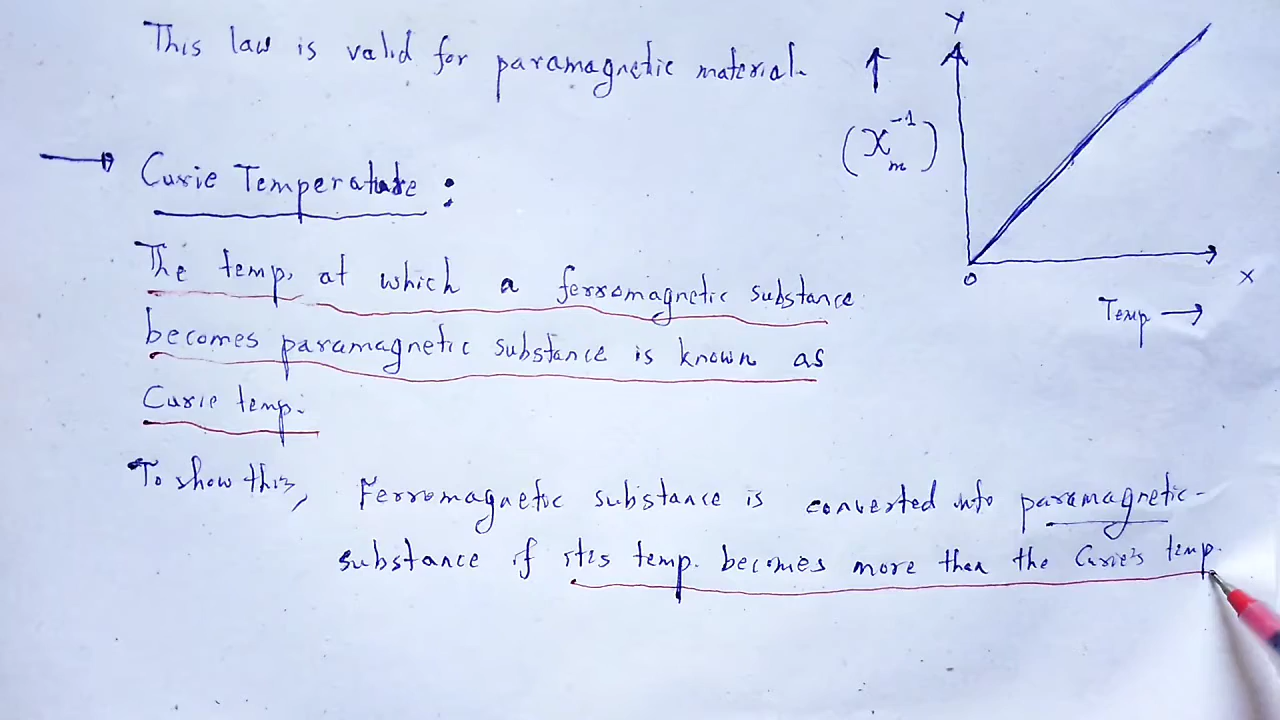 This law is valid for paramagnetic material.
Y
(χm⁻¹)
O
X
Temp →
→ Curie Temperature :
The temp. at which a ferromagnetic substance
becomes paramagnetic substance is known as
Curie temp.
To show this, Ferromagnetic substance is converted into paramagnetic-
substance if its temp. becomes more than the Curie's temp.